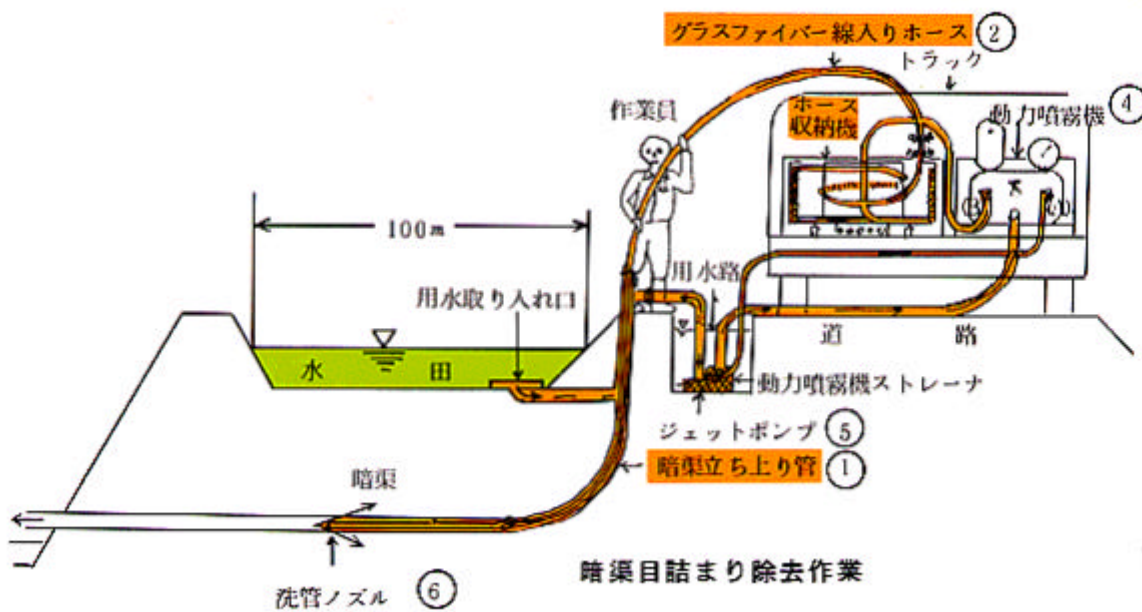 グラスファイバー線入りホース ②
トラック
作業員
ホース
収納機
動力噴霧機 ④
100m
用水路
用水取り入れ口
道路
水田
動力噴霧機ストレーナ
ジェットポンプ ⑤
暗渠立ち上り管 ①
暗渠
暗渠目詰まり除去作業
洗管ノズル ⑥